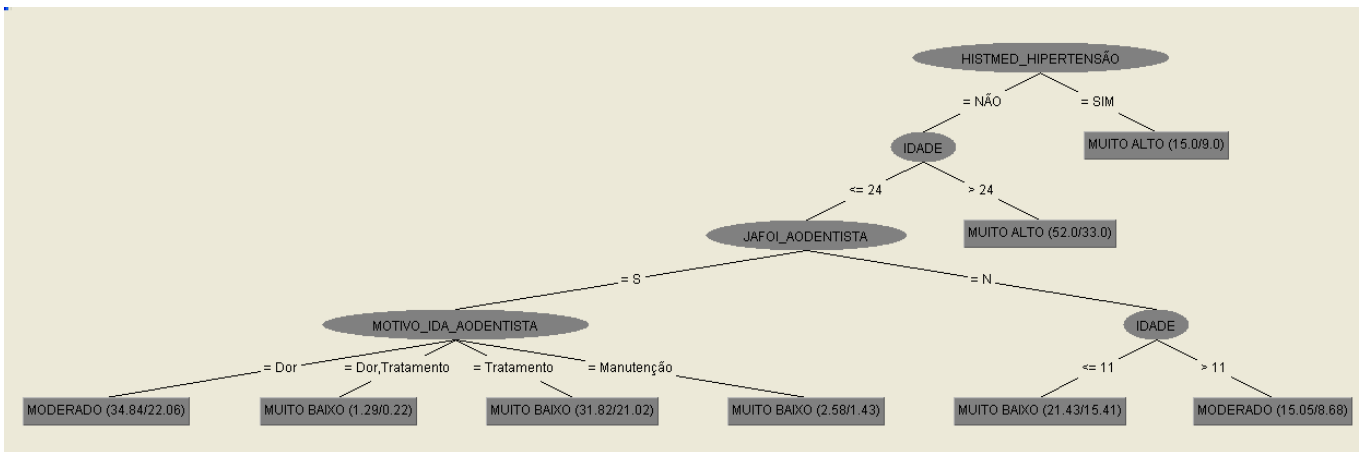 HISTMED_HIPERTENSÃO
= NÃO
= SIM
IDADE
MUITO ALTO (15.0/9.0)
<= 24
> 24
JAFOI_AODENTISTA
MUITO ALTO (52.0/33.0)
= S
= N
MOTIVO_IDA_AODENTISTA
IDADE
= Dor
= Dor,Tratamento
= Tratamento
= Manutenção
<= 11
> 11
MODERADO (34.84/22.06)
MUITO BAIXO (1.29/0.22)
MUITO BAIXO (31.82/21.02)
MUITO BAIXO (2.58/1.43)
MUITO BAIXO (21.43/15.41)
MODERADO (15.05/8.68)